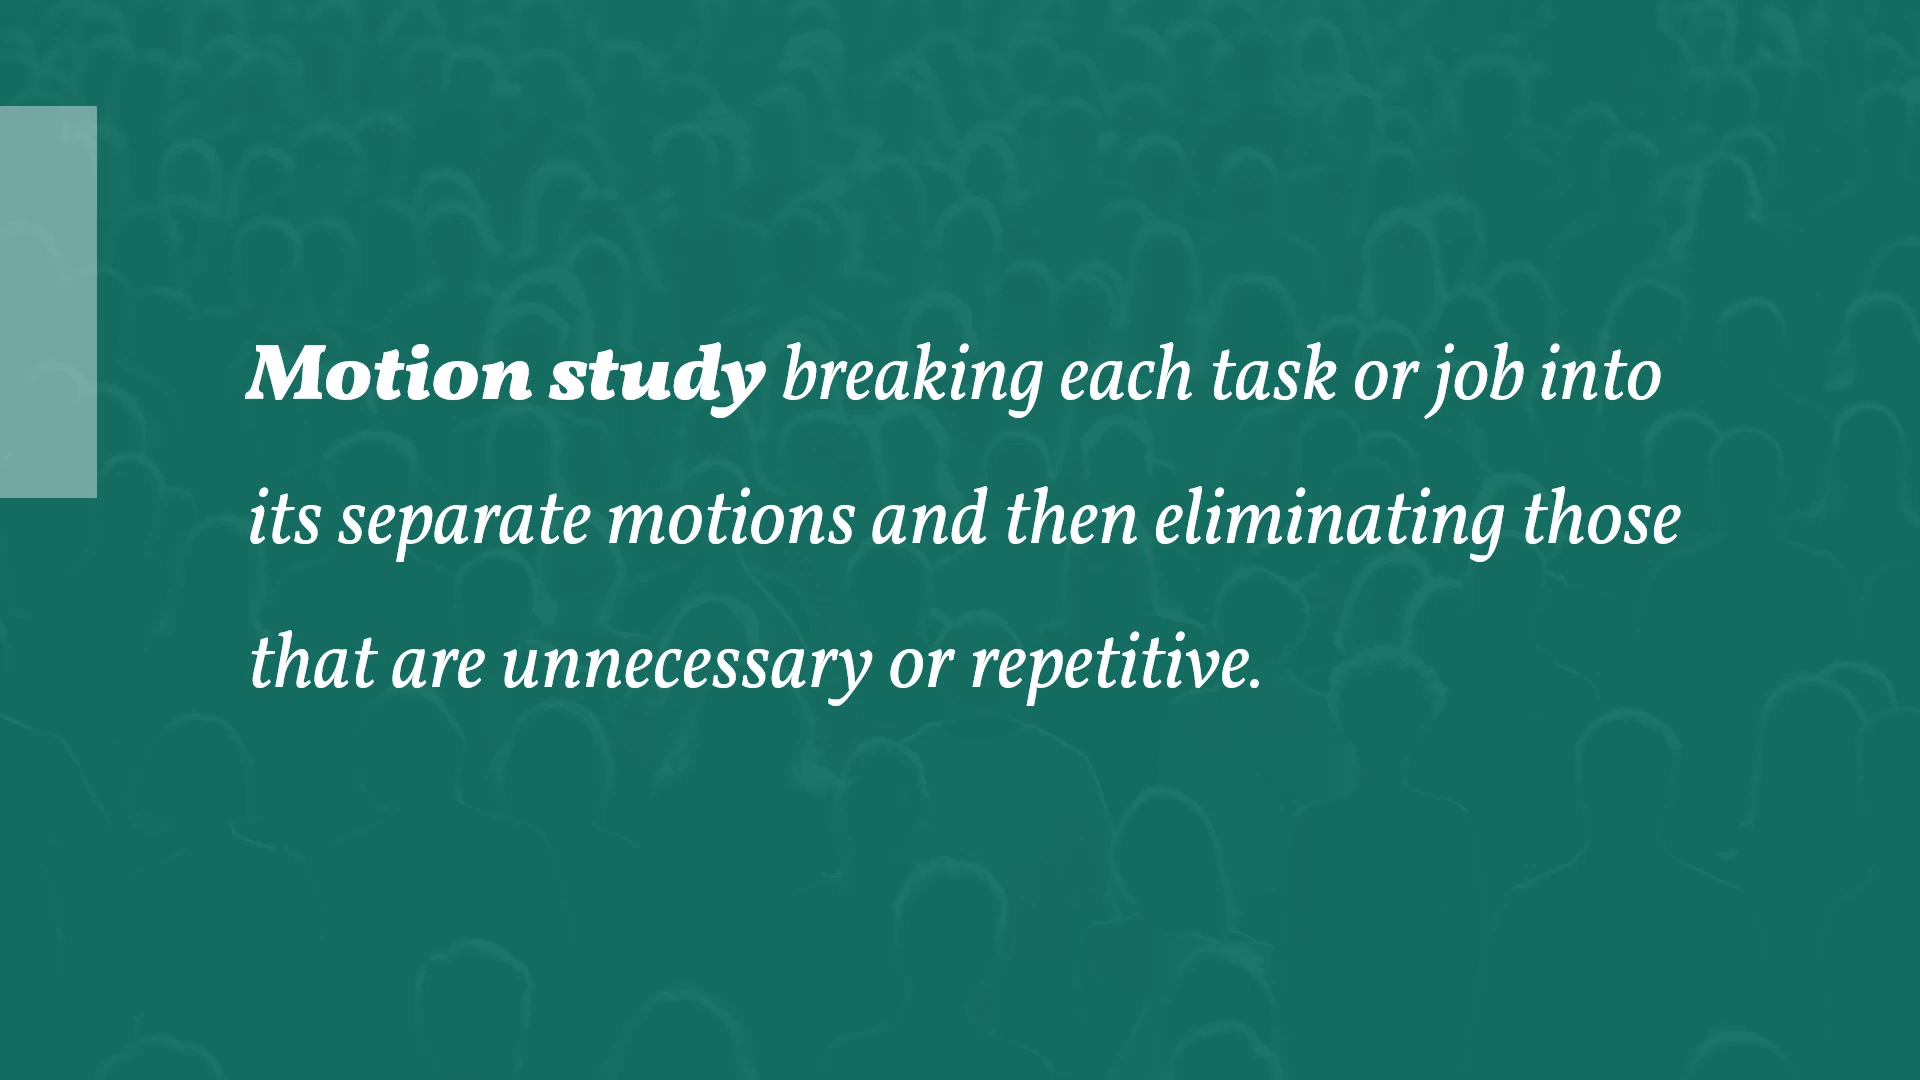 Motion study breaking each task or job into
its separate motions and then eliminating those
that are unnecessary or repetitive.